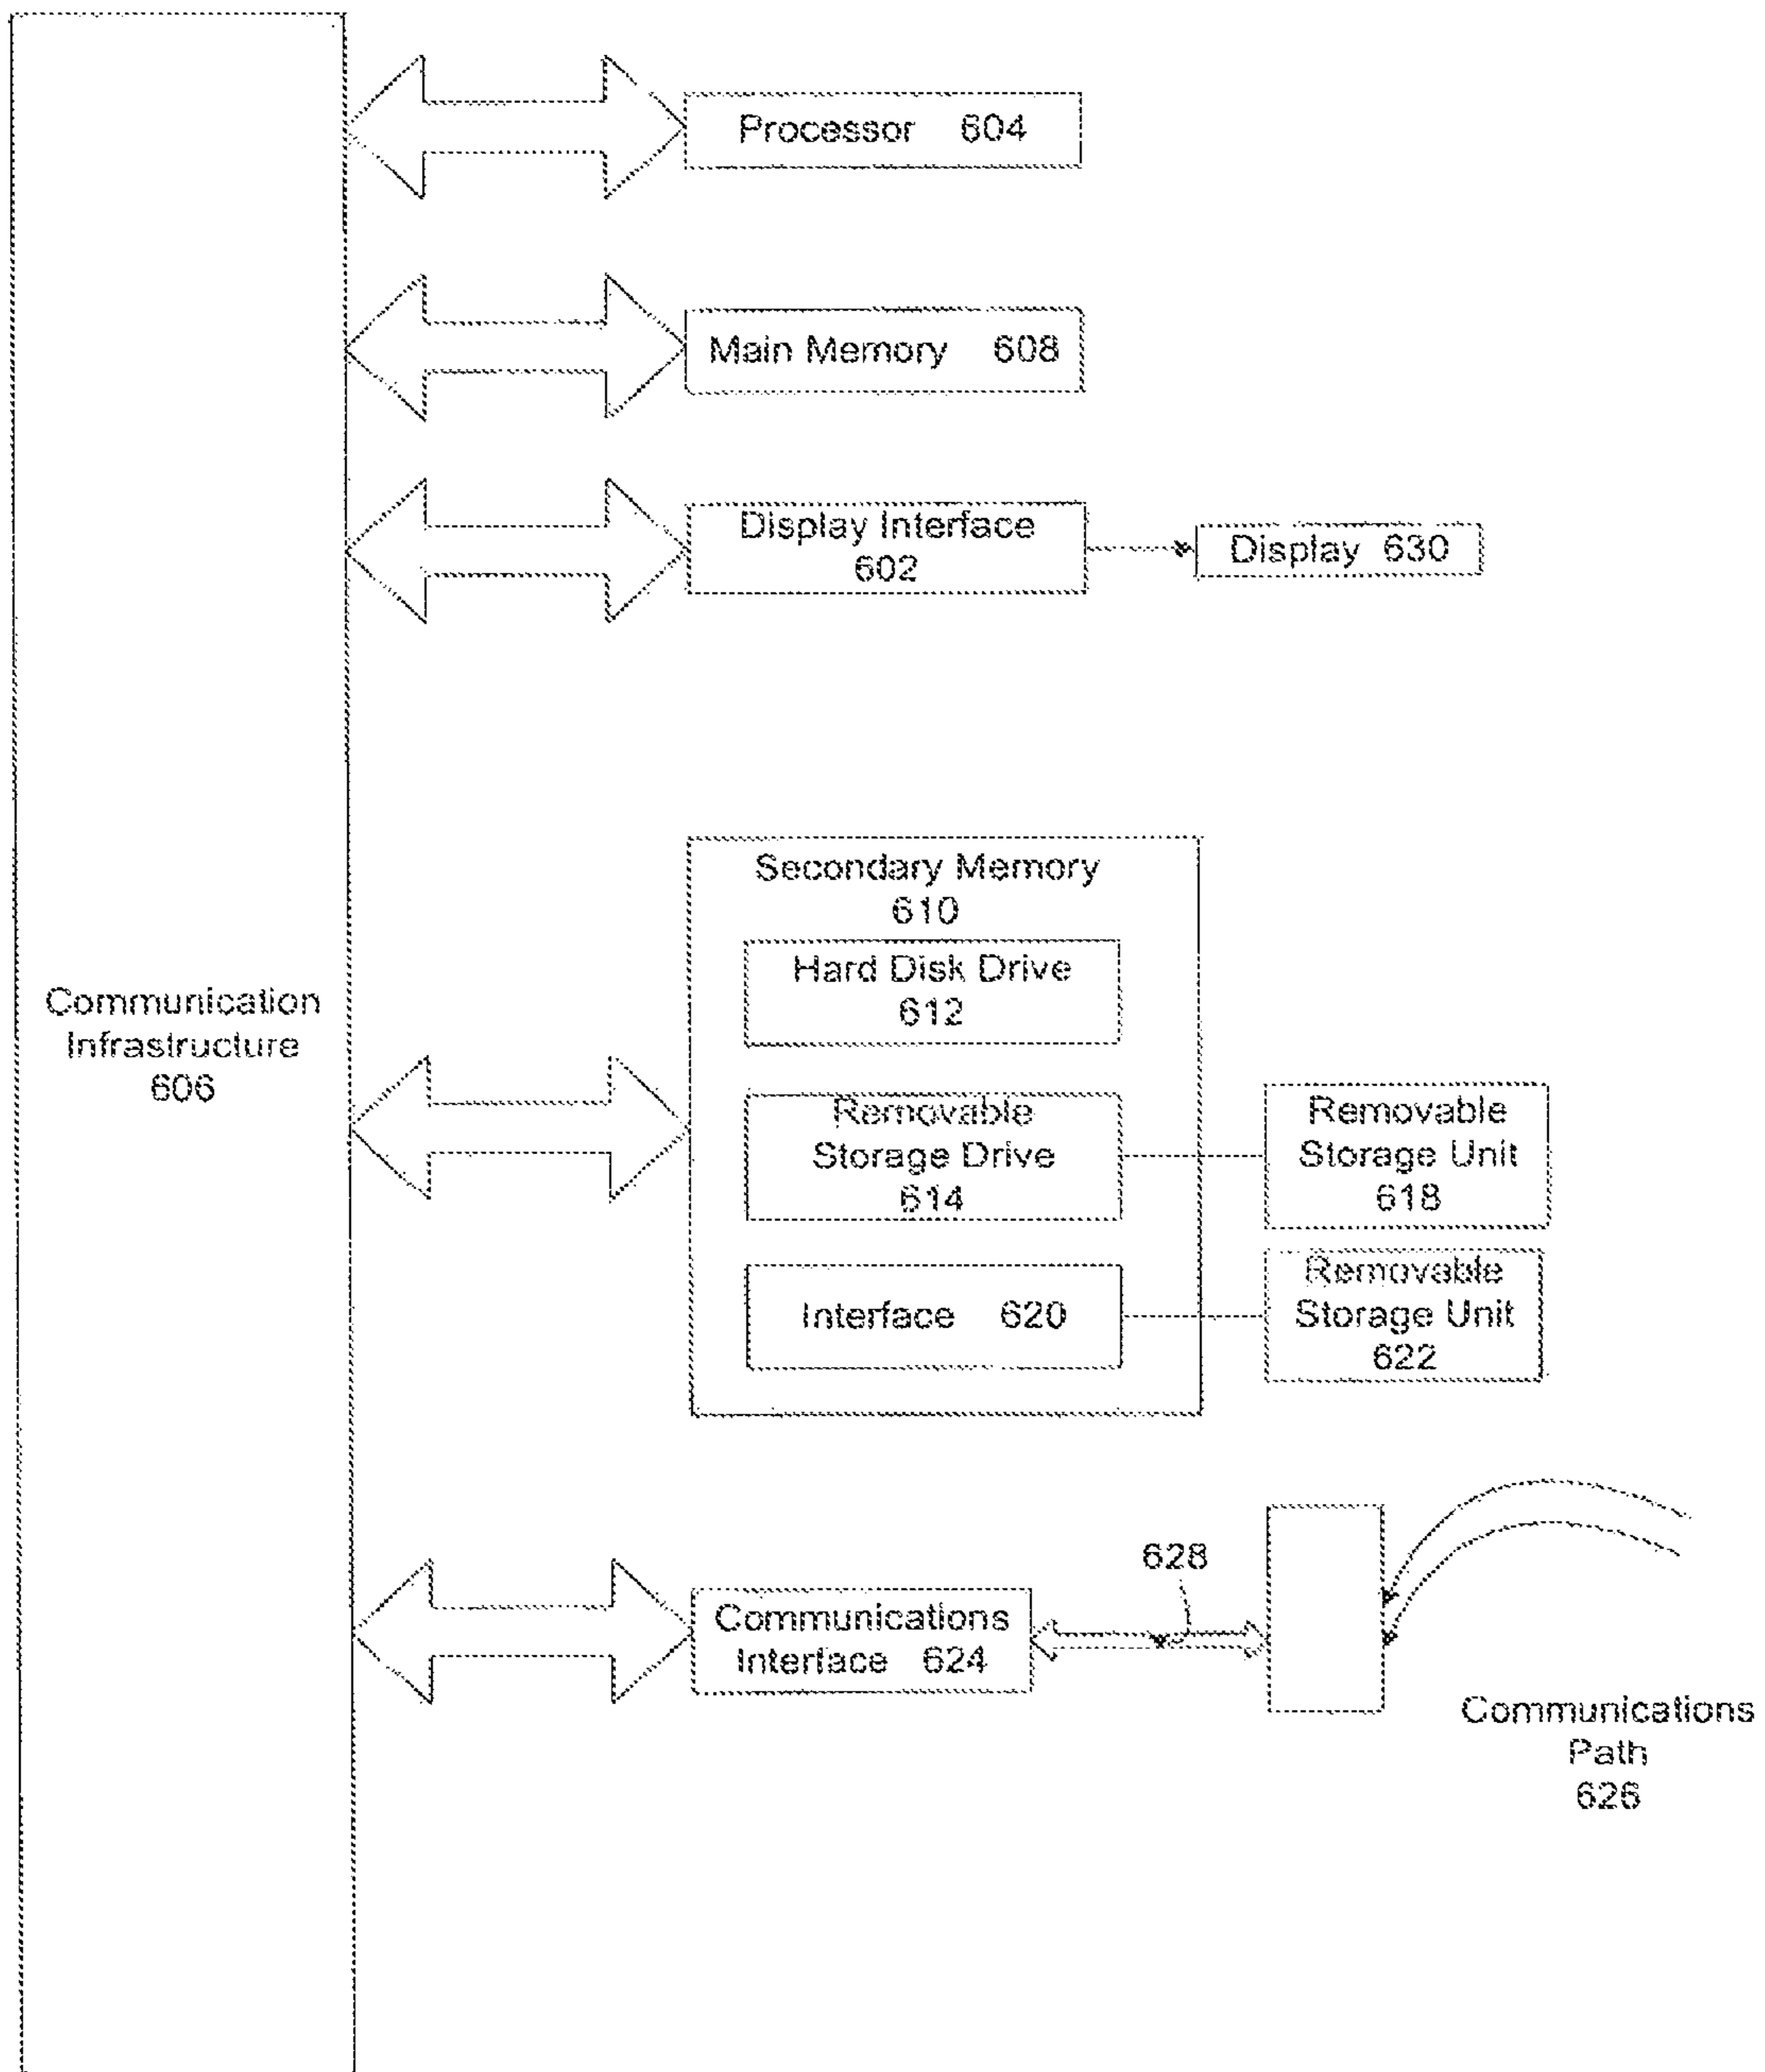 Processor 604
Main Memory 608
Display Interface
602
Display 630
Secondary Memory
610
Hard Disk Drive
612
Communication
Infrastructure
606
Removable
Storage Drive
614
Removable
Storage Unit
618
Interface 620
Removable
Storage Unit
622
628
Communications
Interface 624
Communications
Path
626